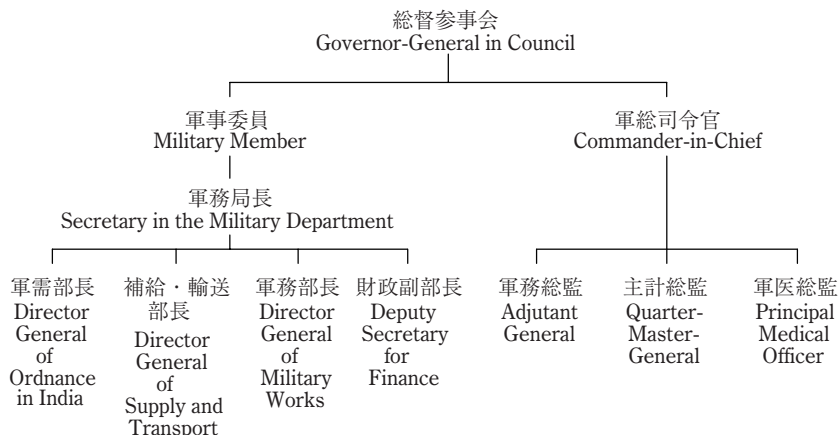 総督参事会
Governor-General in Council
軍事委員
Military Member
軍総司令官
Commander-in-Chief
軍務局長
Secretary in the Military Department
軍需部長
Director
General
of
Ordnance
in India
補給・輸送
部長
Director
General
of
Supply and
Transport
軍務部長
Director
General
of
Military
Works
財政副部長
Deputy
Secretary
for
Finance
軍務総監
Adjutant
General
主計総監
Quarter-
Master-
General
軍医総監
Principal
Medical
Officer